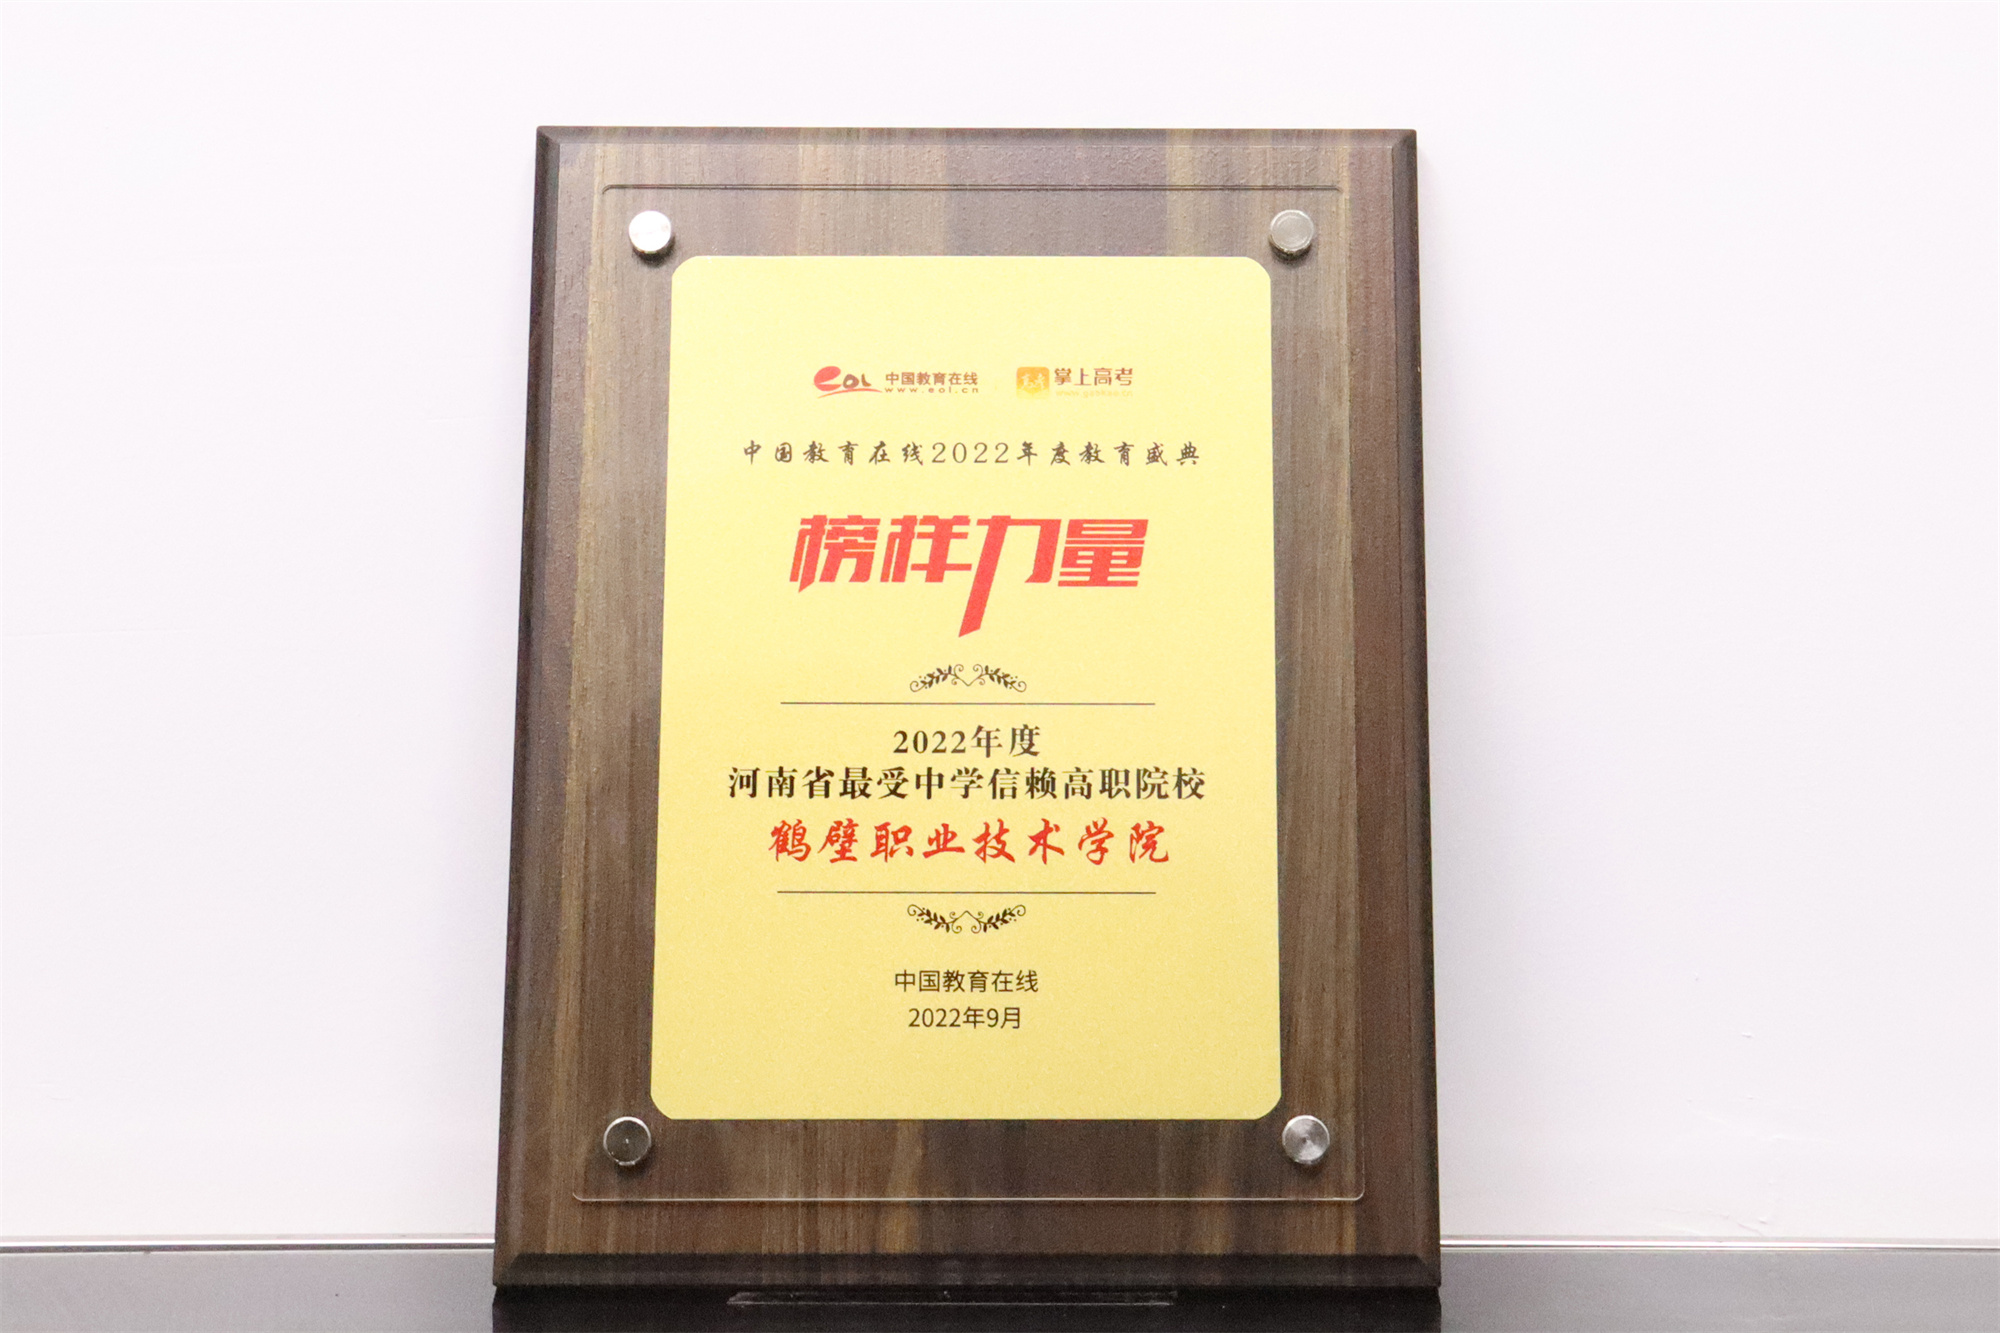 eol 中国教育在线 掌上高考
www.eol.cn
中国教育在线2022年度教育盛典
榜样力量
2022年度
河南省最受中学信赖高职院校
鹤壁职业技术学院
中国教育在线
2022年9月